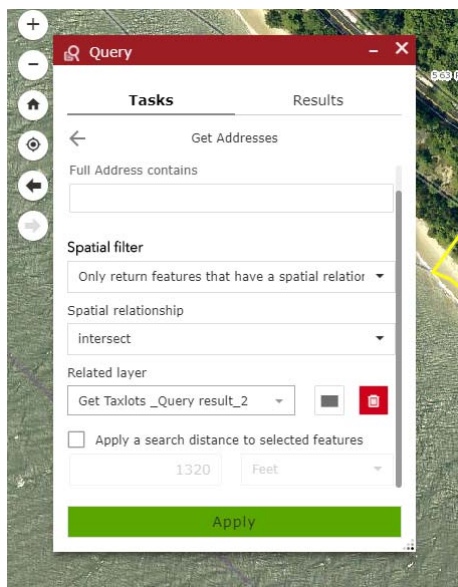 Query
Tasks Results
Get Addresses
Full Address contains
Spatial filter
Only return features that have a spatial relation
Spatial relationship
intersect
Related layer
Get Taxlots _Query result_2
Apply a search distance to selected features
1320 Feet
Apply